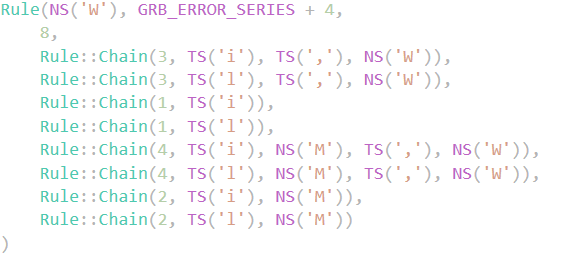 Rule(NS('W'), GRB_ERROR_SERIES + 4,
8,
Rule::Chain(3, TS('i'), TS(','), NS('W')),
Rule::Chain(3, TS('l'), TS(','), NS('W')),
Rule::Chain(1, TS('i')),
Rule::Chain(1, TS('l')),
Rule::Chain(4, TS('i'), NS('M'), TS(','), NS('W')),
Rule::Chain(4, TS('l'), NS('M'), TS(','), NS('W')),
Rule::Chain(2, TS('i'), NS('M')),
Rule::Chain(2, TS('l'), NS('M'))
)